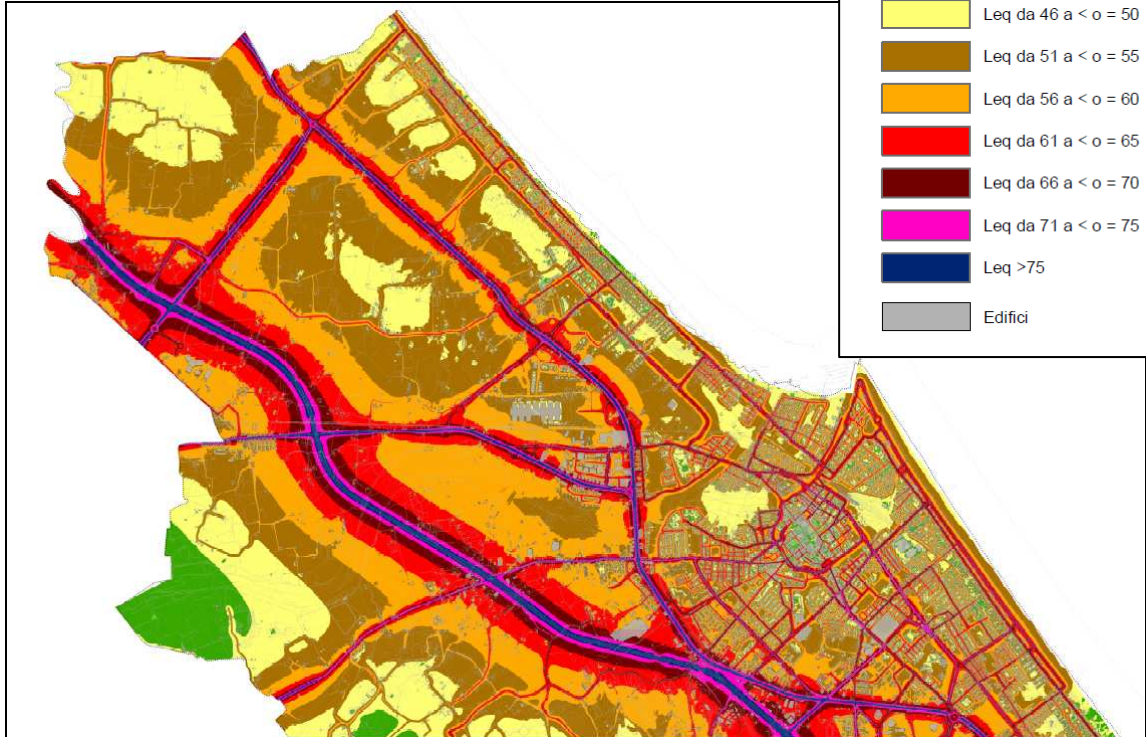 Leq da 46 a < o = 50
Leq da 51 a < o = 55
Leq da 56 a < o = 60
Leq da 61 a < o = 65
Leq da 66 a < o = 70
Leq da 71 a < o = 75
Leq >75
Edifici